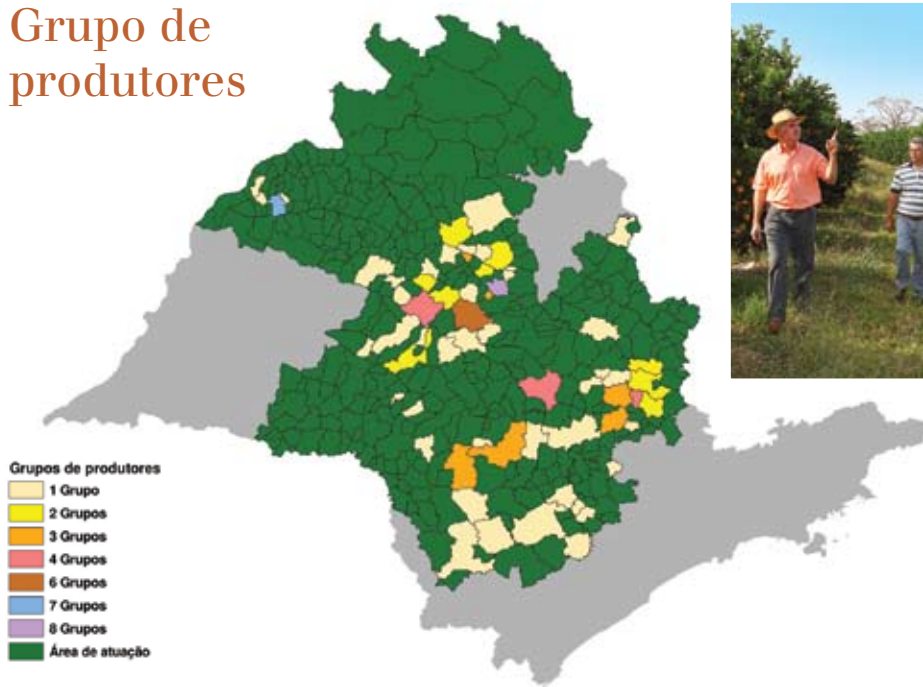 Grupo de
produtores
Grupos de produtores
1 Grupo
2 Grupos
3 Grupos
4 Grupos
6 Grupos
7 Grupos
8 Grupos
Área de atuação